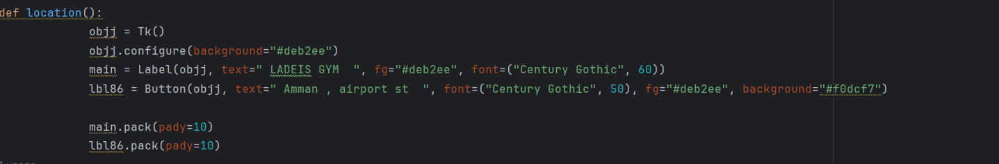 def location():
objj = Tk()
objj.configure(background="#deb2ee")
main = Label(objj, text=" LADEIS GYM  ", fg="#deb2ee", font=("Century Gothic", 60))
lbl86 = Button(objj, text=" Amman , airport st  ", font=("Century Gothic", 50), fg="#deb2ee", background="#f0dcf7")
main.pack(pady=10)
lbl86.pack(pady=10)